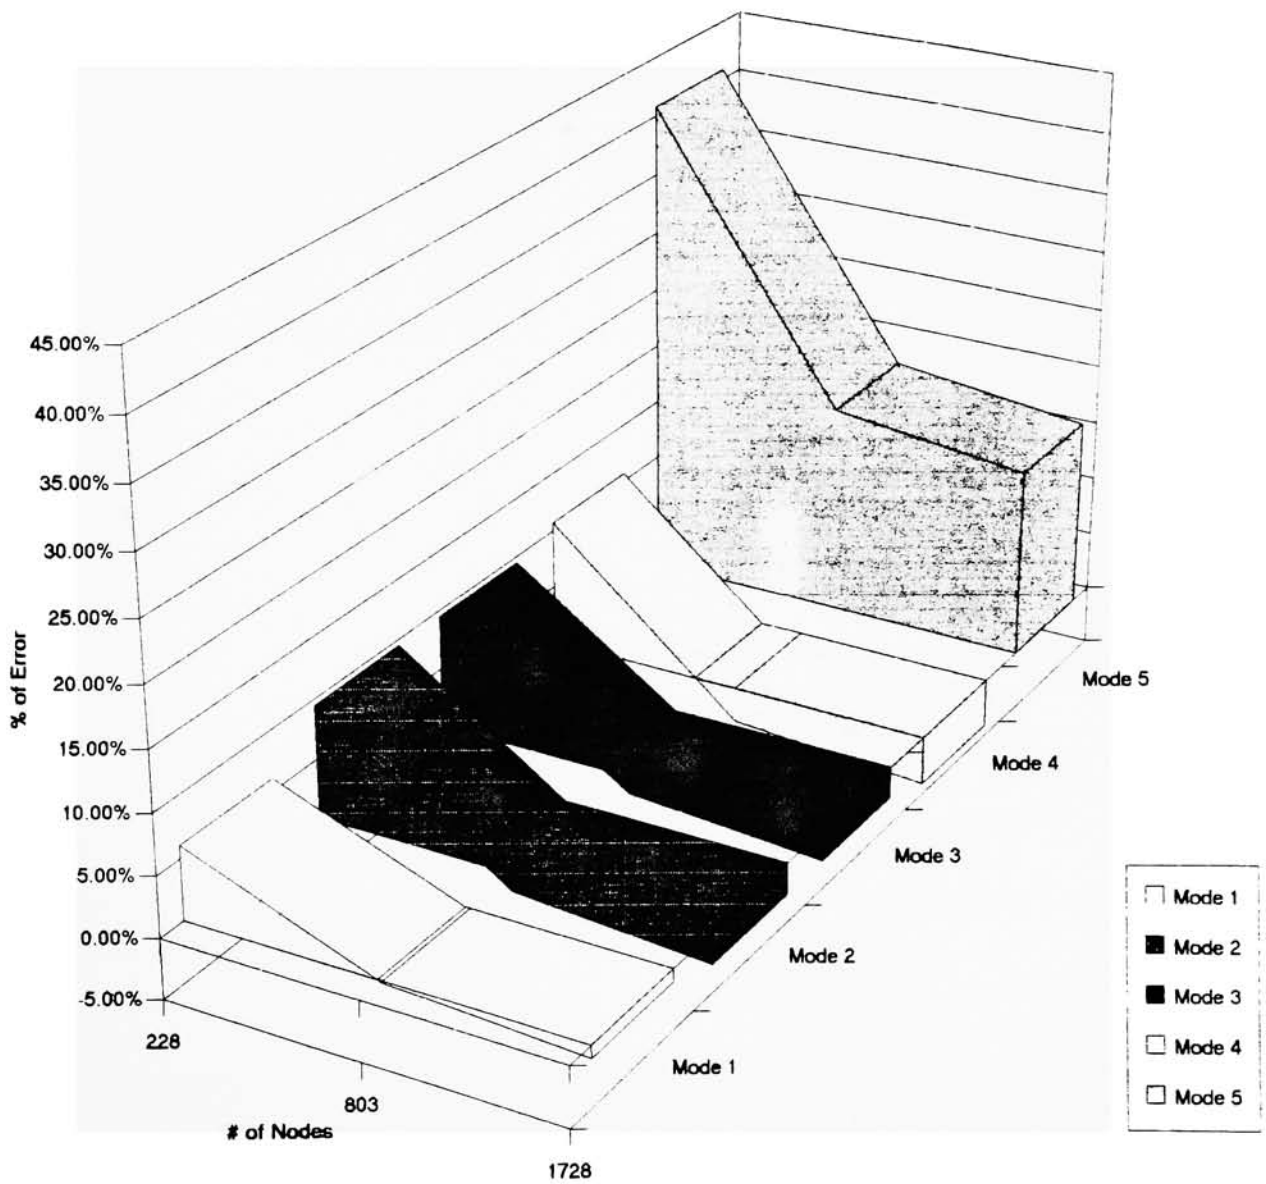 45.00%
40.00%
35.00%
30.00%
25.00%
20.00%
15.00%
10.00%
5.00%
0.00%
-5.00%
% of Error
228
803
1728
# of Nodes
Mode 1
Mode 2
Mode 3
Mode 4
Mode 5
Mode 1
Mode 2
Mode 3
Mode 4
Mode 5